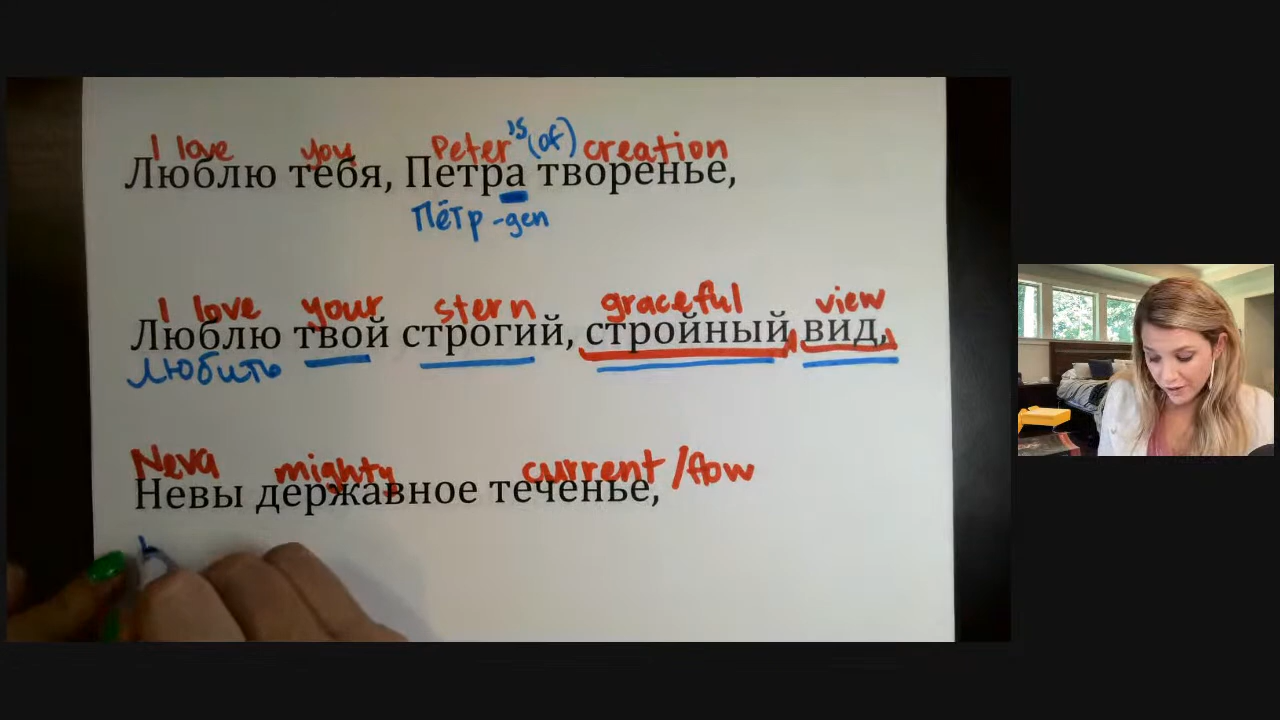 I love you Peter 's (of) creation
Люблю тебя, Петра творенье,
Пётр - gen
I love your stern graceful view
Люблю твой строгий, стройный вид,
любить
Neva mighty current / flow
Невы державное теченье,